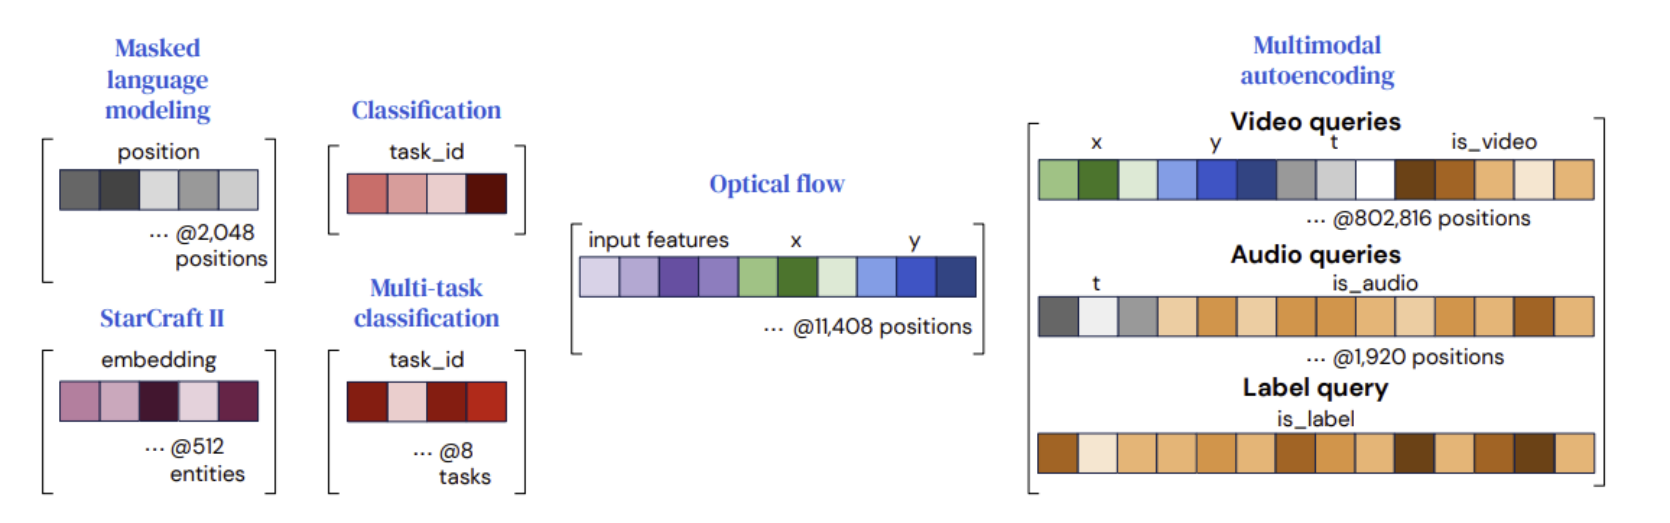 Masked
language
modeling
position
... @2,048
positions
StarCraft II
embedding
... @512
entities
Classification
task_id
Multi-task
classification
task_id
... @8
tasks
Optical flow
input features x y
... @11,408 positions
Multimodal
autoencoding
Video queries
x y t is_video
... @802,816 positions
Audio queries
t is_audio
... @1,920 positions
Label query
is_label